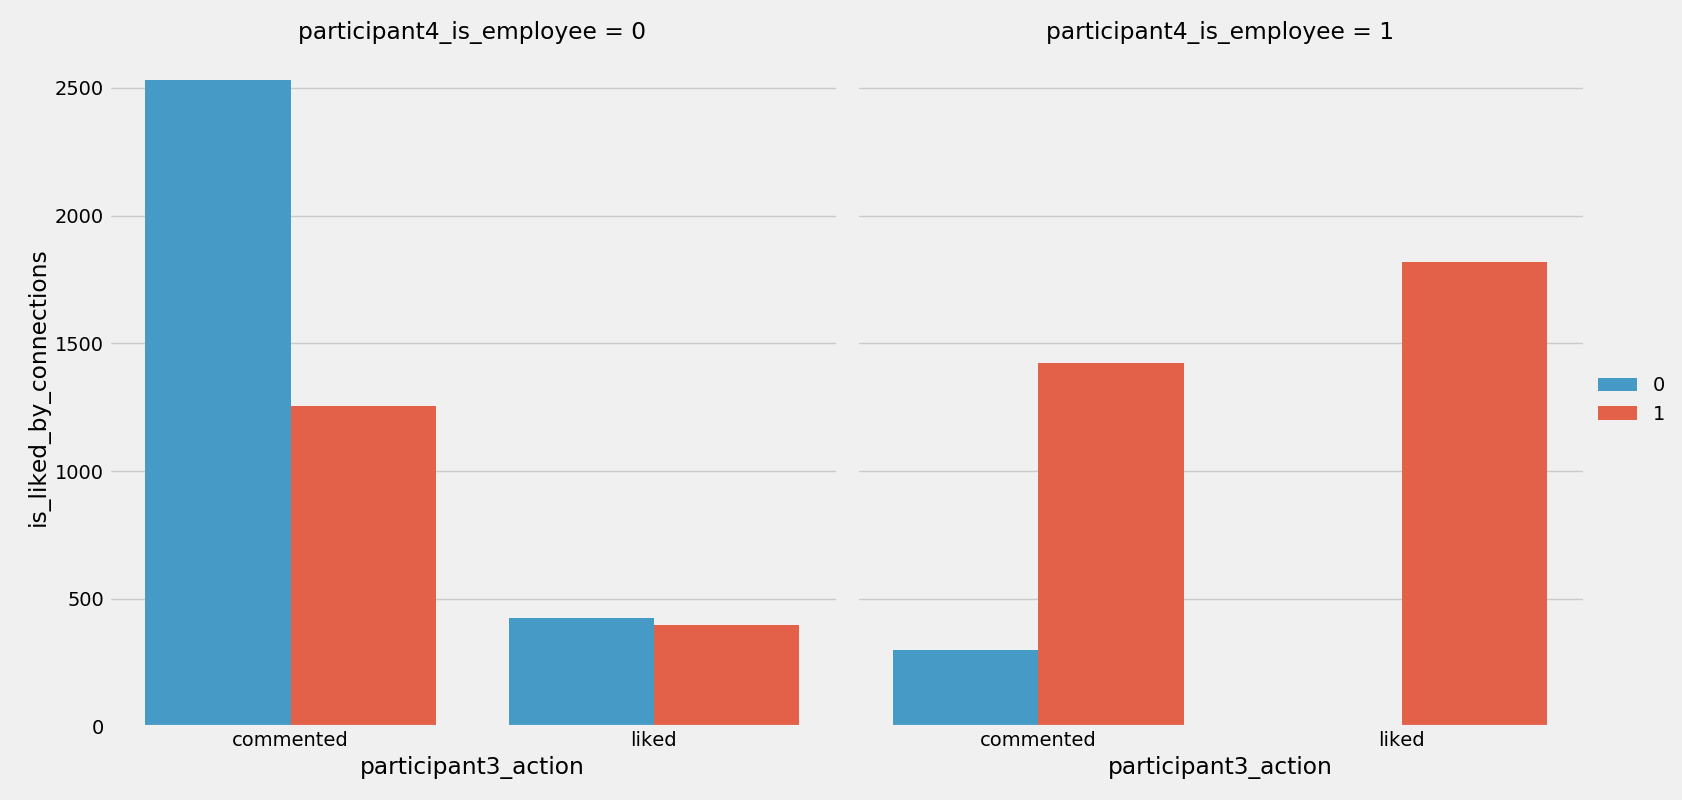 participant4_is_employee = 0
participant4_is_employee = 1
is_liked_by_connections
2500
2000
1500
1000
500
0
commented
liked
commented
liked
participant3_action
participant3_action
0
1